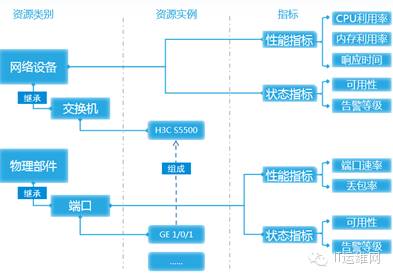 资源类别
资源实例
指标
网络设备
继承
交换机
H3C S5500
性能指标
CPU利用率
内存利用率
响应时间
状态指标
可用性
告警等级
组成
物理部件
继承
端口
GE 1/0/1
......
性能指标
端口速率
丢包率
状态指标
可用性
告警等级
IT运维网